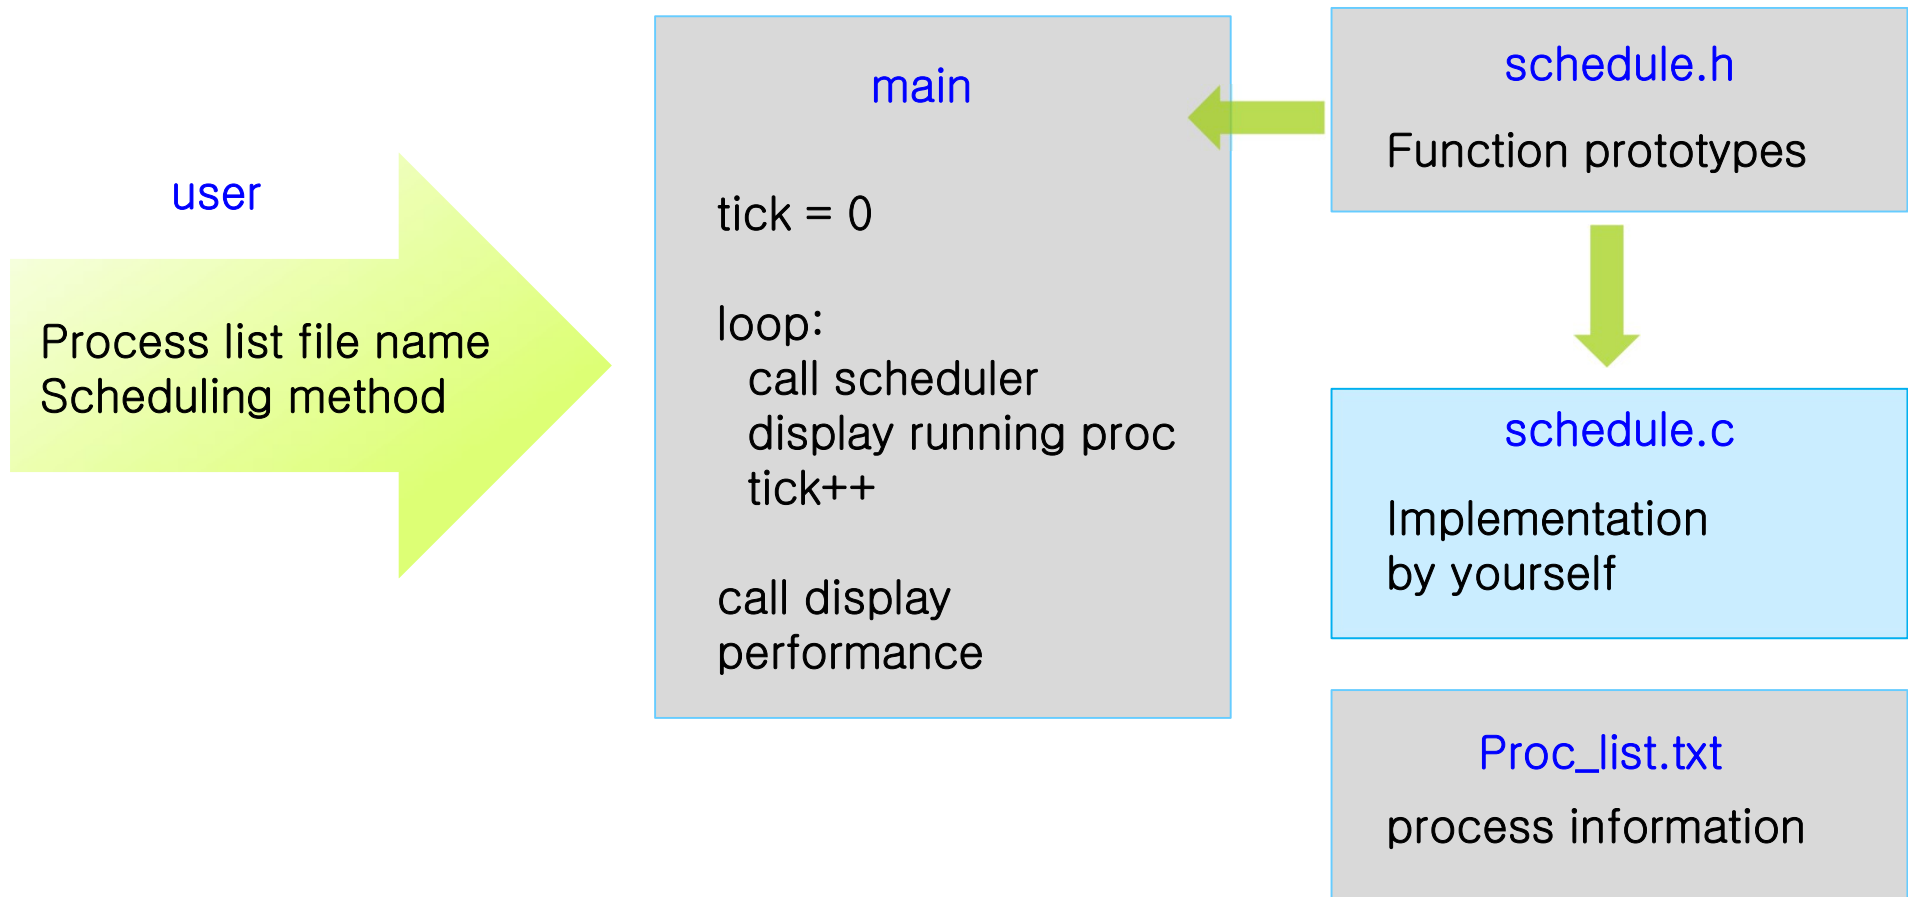 user
Process list file name
Scheduling method
main
tick = 0
loop:
call scheduler
display running proc
tick++
call display
performance
schedule.h
Function prototypes
schedule.c
Implementation
by yourself
Proc_list.txt
process information